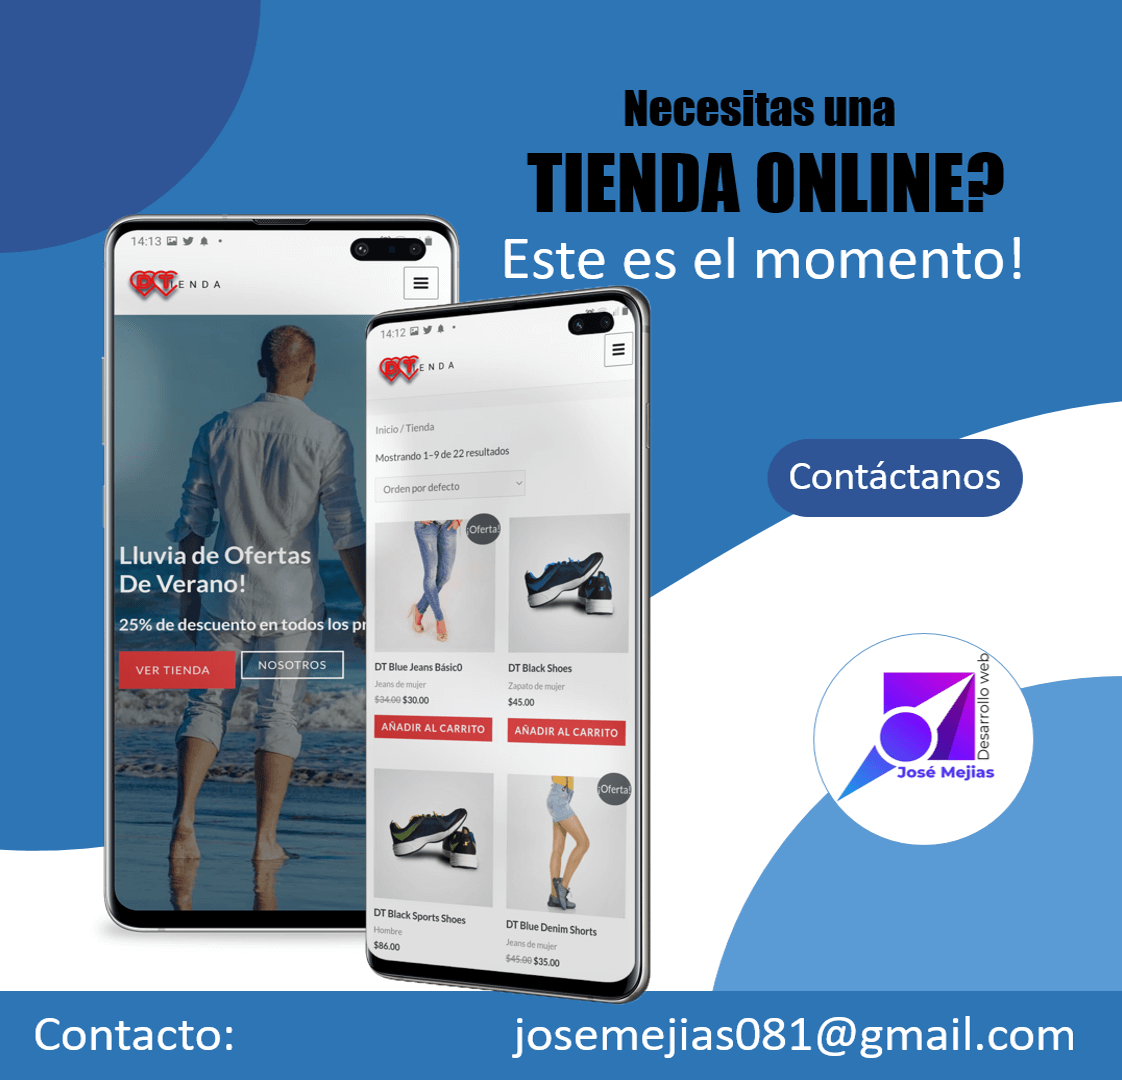 Necesitas una
TIENDA ONLINE?
Este es el momento!
14:13
DT IENDA
Lluvia de Ofertas
De Verano!
25% de descuento en todos los pr
VER TIENDA
NOSOTROS
14:12
DT IENDA
Inicio / Tienda
Mostrando 1–9 de 22 resultados
Orden por defecto
¡Oferta!
DT Blue Jeans Básic0
Jeans de mujer
$34.00 $30.00
AÑADIR AL CARRITO
DT Black Shoes
Zapato de mujer
$45.00
AÑADIR AL CARRITO
DT Black Sports Shoes
Hombre
$86.00
¡Oferta!
DT Blue Denim Shorts
Jeans de mujer
$45.00 $35.00
Contáctanos
Desarrollo web
José Mejias
Contacto: josemejias081@gmail.com